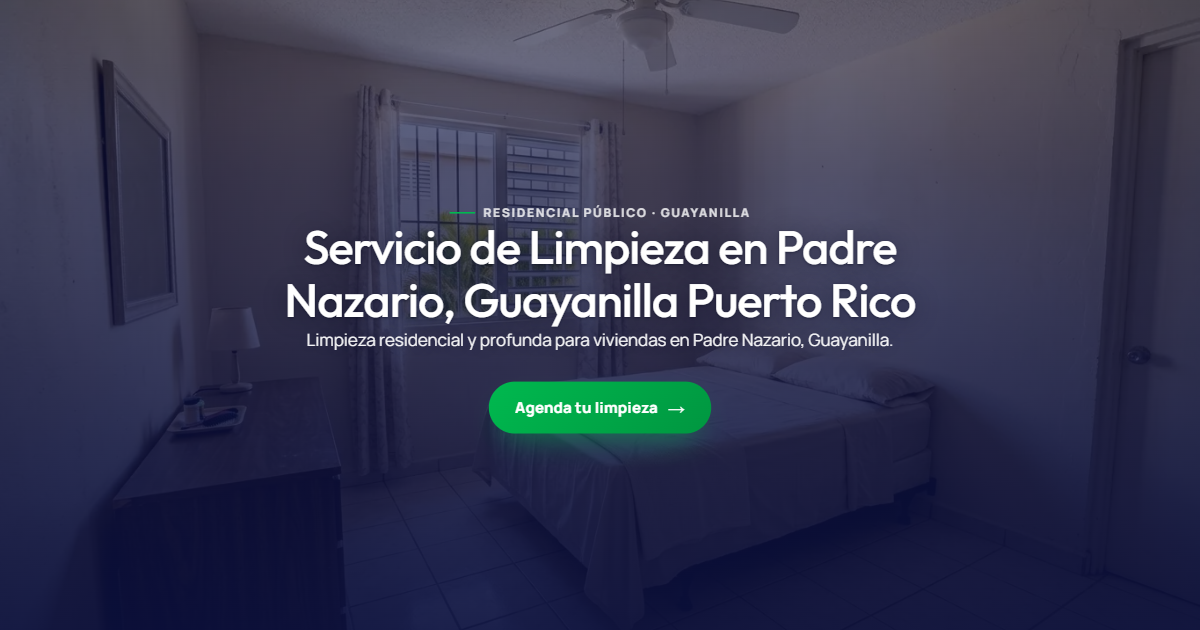 RESIDENCIAL PÚBLICO · GUAYANILLA
Servicio de Limpieza en Padre
Nazario, Guayanilla Puerto Rico
Limpieza residencial y profunda para viviendas en Padre Nazario, Guayanilla.
Agenda tu limpieza →